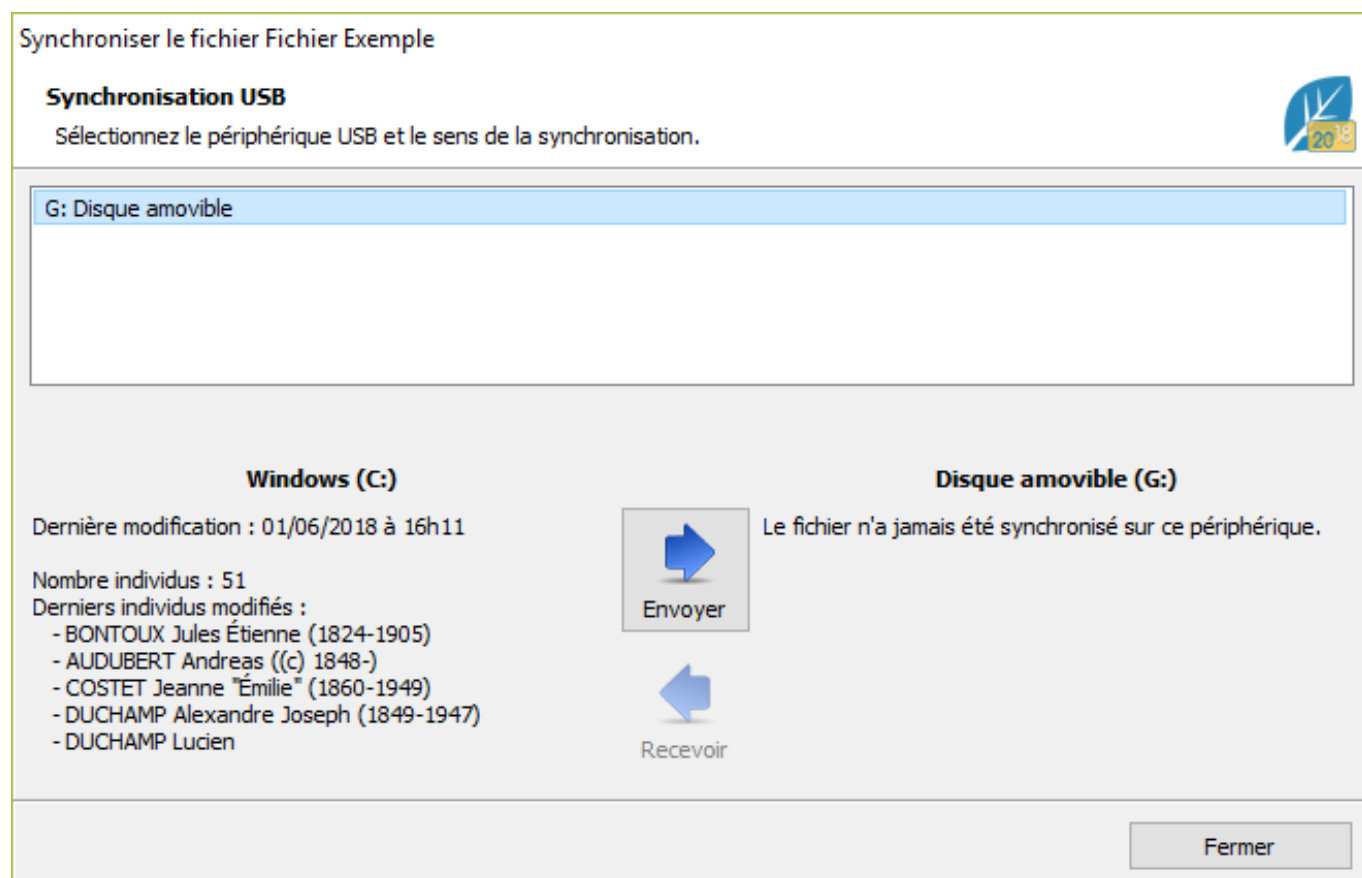 Synchroniser le fichier Fichier Exemple
Synchronisation USB
Sélectionnez le périphérique USB et le sens de la synchronisation.
2018
G: Disque amovible
Windows (C:)
Dernière modification : 01/06/2018 à 16h11
Nombre individus : 51
Derniers individus modifiés :
- BONTOUX Jules Étienne (1824-1905)
- AUDUBERT Andreas ((c) 1848-)
- COSTET Jeanne "Émilie" (1860-1949)
- DUCHAMP Alexandre Joseph (1849-1947)
- DUCHAMP Lucien
Envoyer
Recevoir
Disque amovible (G:)
Le fichier n'a jamais été synchronisé sur ce périphérique.
Fermer